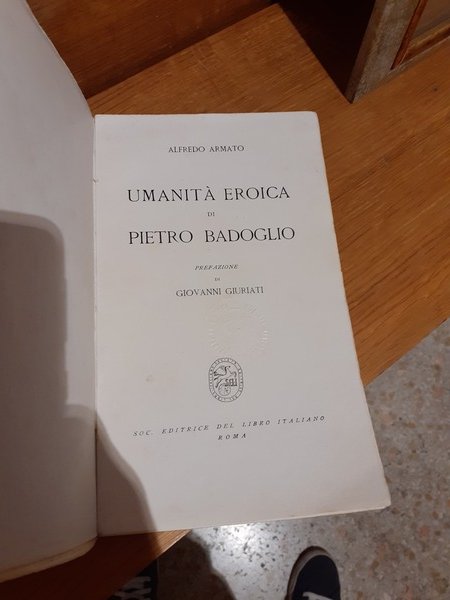 ALFREDO ARMATO
UMANITÀ EROICA
DI
PIETRO BADOGLIO
PREFAZIONE
DI
GIOVANNI GIURIATI
SOC. EDITRICE DEL LIBRO ITALIANO
ROMA